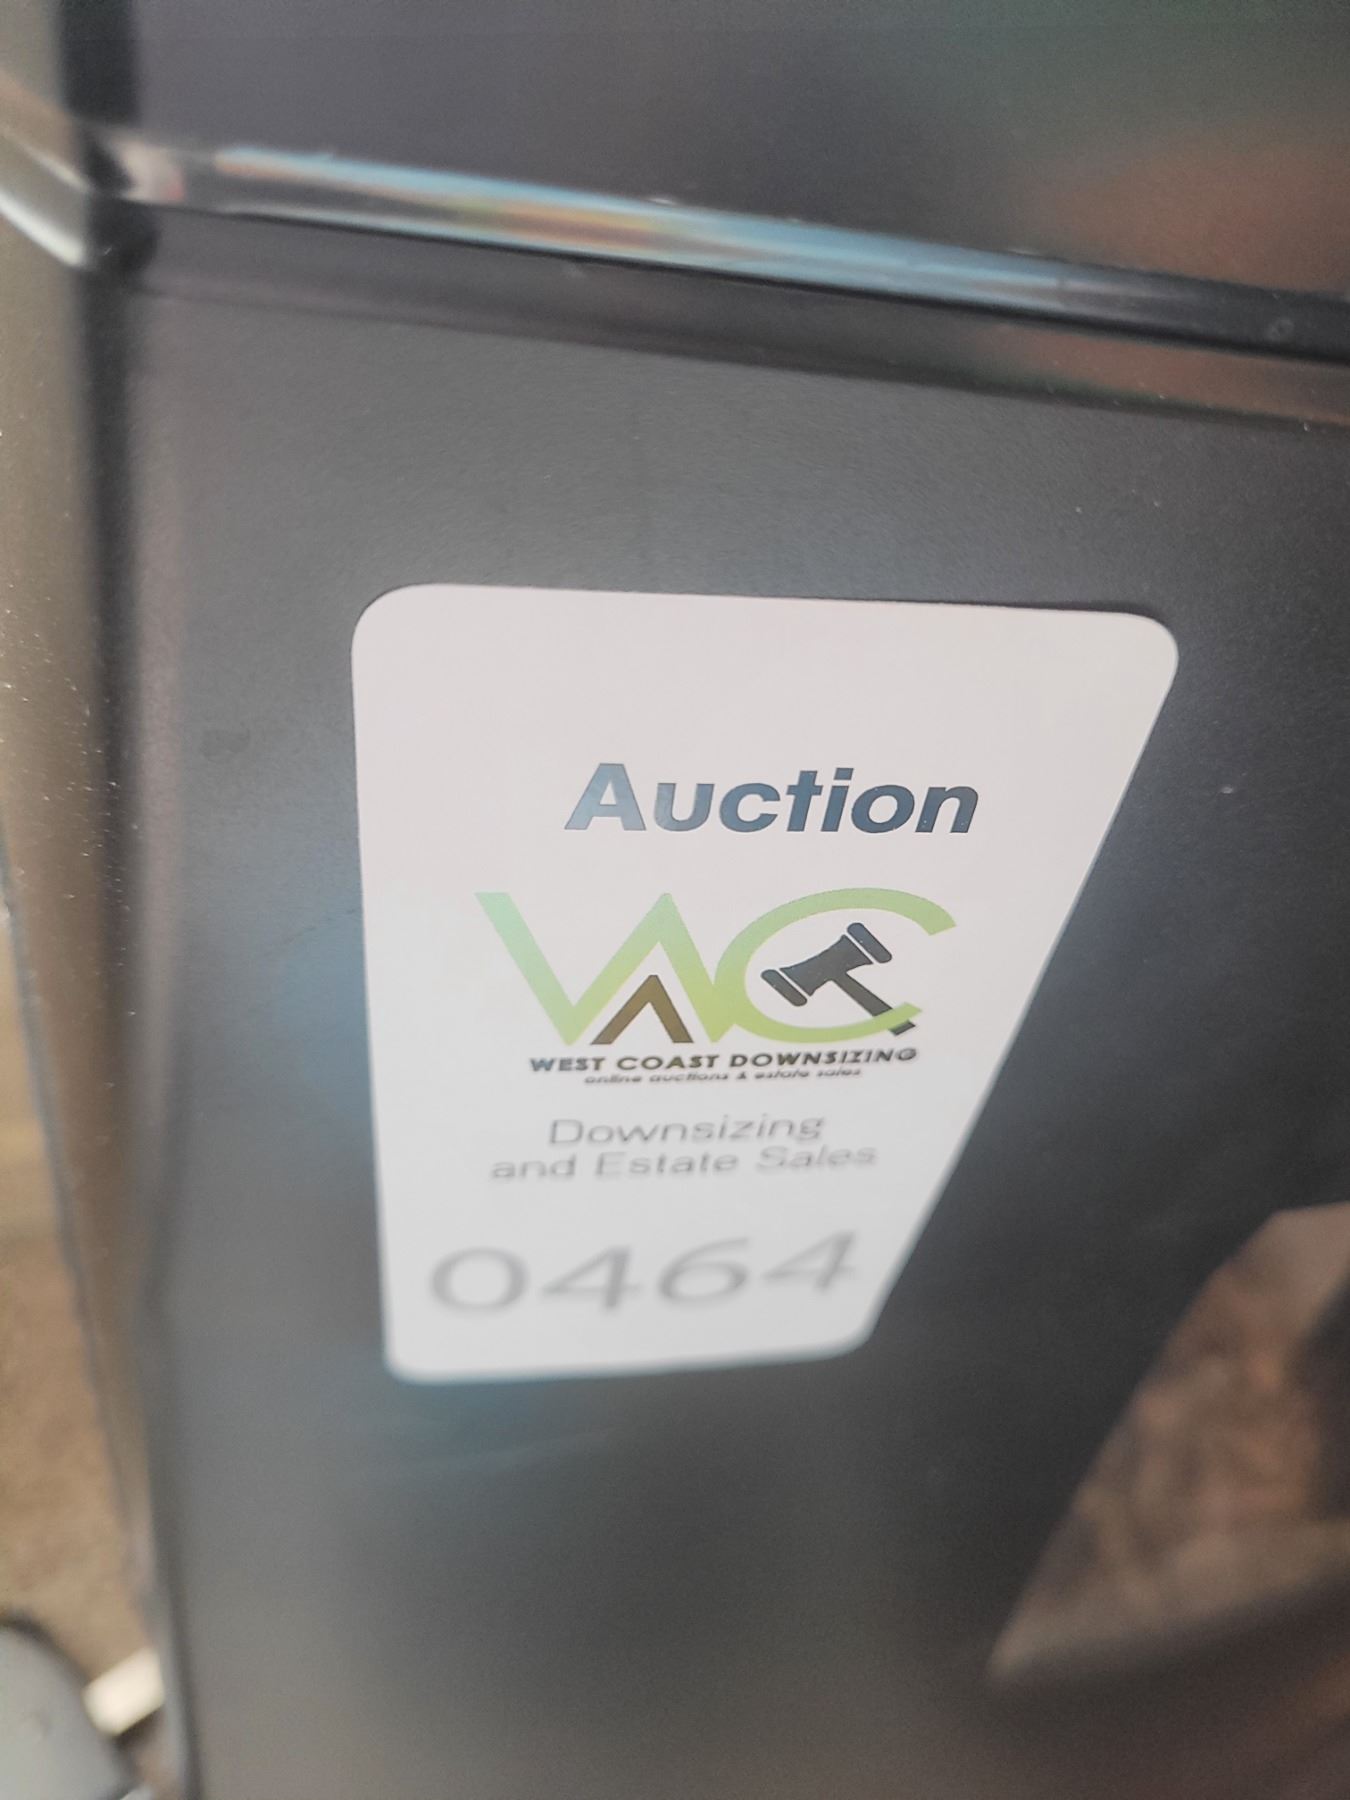 Auction
WC
WEST COAST DOWNSIZING
online auctions & estate sales
Downsizing
and Estate Sales
0464